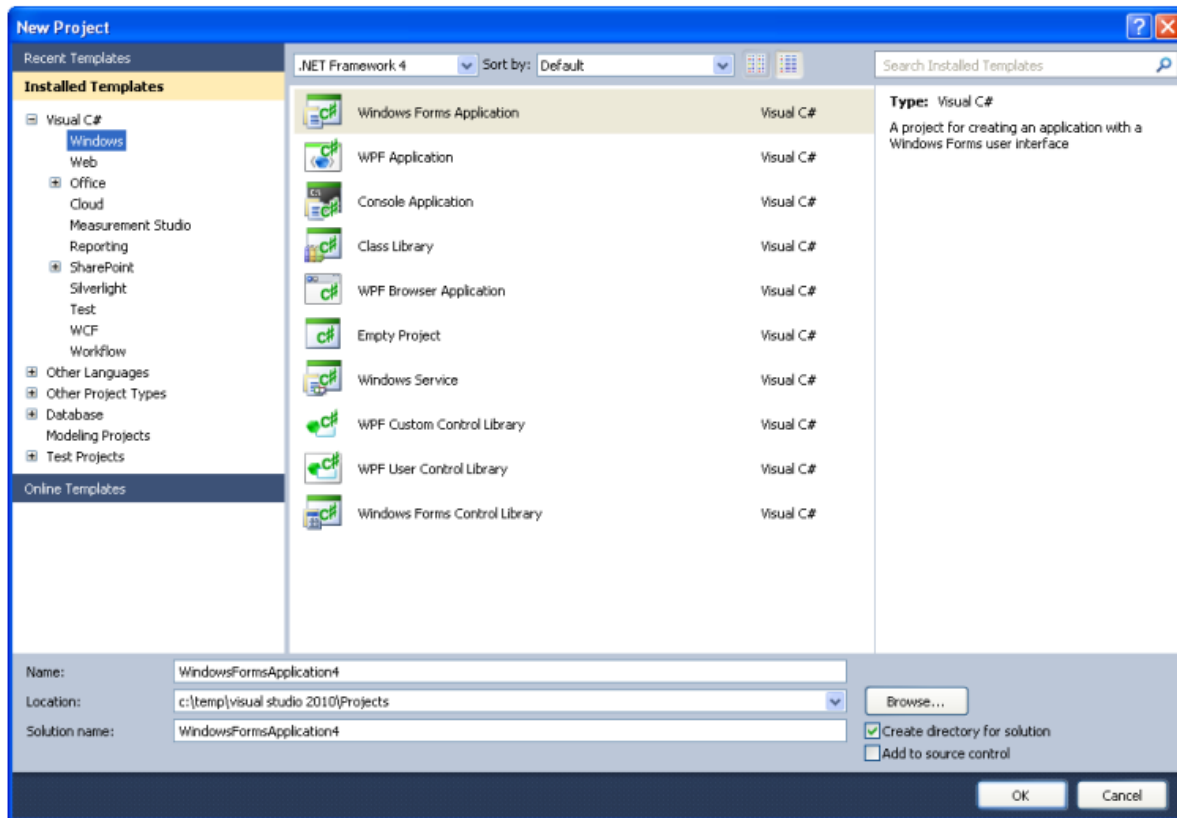 New Project
Recent Templates
Installed Templates
Visual C#
Windows
Web
Office
Cloud
Measurement Studio
Reporting
SharePoint
Silverlight
Test
WCF
Workflow
Other Languages
Other Project Types
Database
Modeling Projects
Test Projects
Online Templates
.NET Framework 4 Sort by: Default
Windows Forms Application Visual C#
WPF Application Visual C#
Console Application Visual C#
Class Library Visual C#
WPF Browser Application Visual C#
Empty Project Visual C#
Windows Service Visual C#
WPF Custom Control Library Visual C#
WPF User Control Library Visual C#
Windows Forms Control Library Visual C#
Search Installed Templates
Type: Visual C#
A project for creating an application with a
Windows Forms user interface
Name: WindowsFormsApplication4
Location: c:\temp\visual studio 2010\Projects Browse...
Solution name: WindowsFormsApplication4
Create directory for solution
Add to source control
OK Cancel